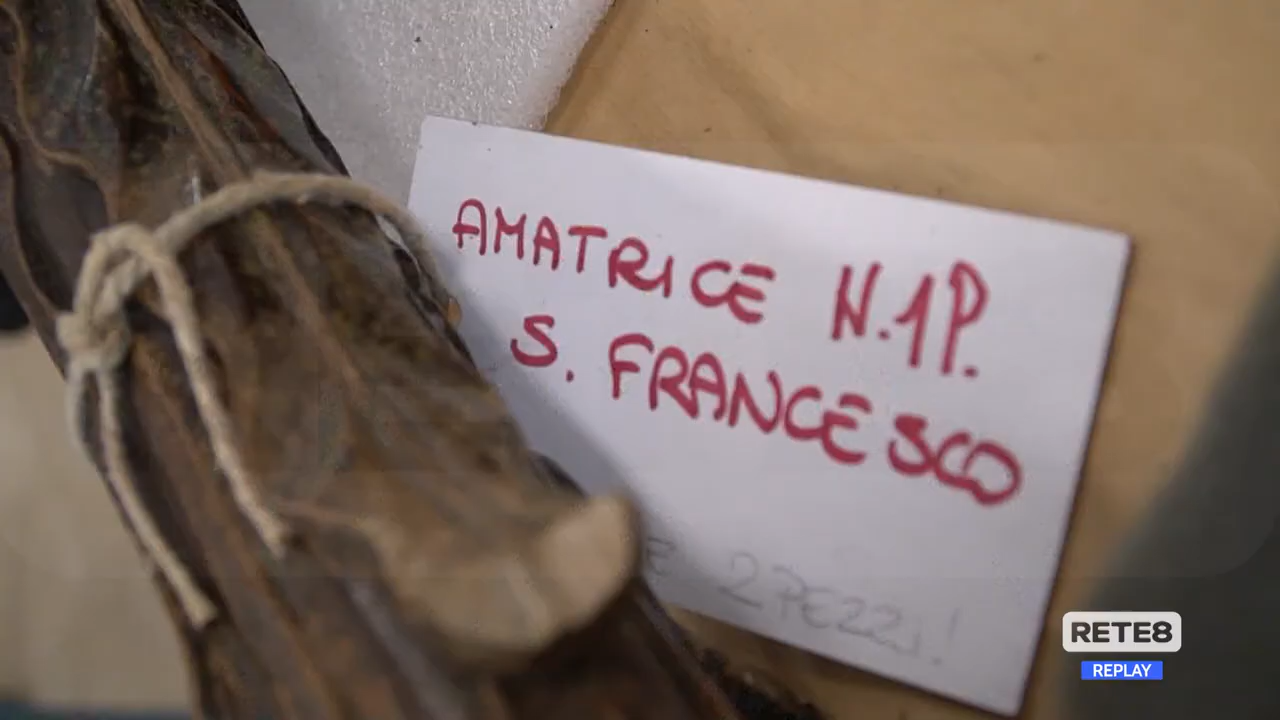 AMATRICE N.1P.
S. FRANCESCO
2 PEZZI!
RETE8
REPLAY